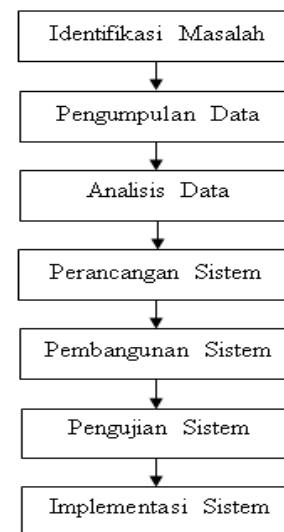 Identifikasi Masalah
Pengumpulan Data
Analisis Data
Perancangan Sistem
Pembangunan Sistem
Pengujian Sistem
Implementasi Sistem